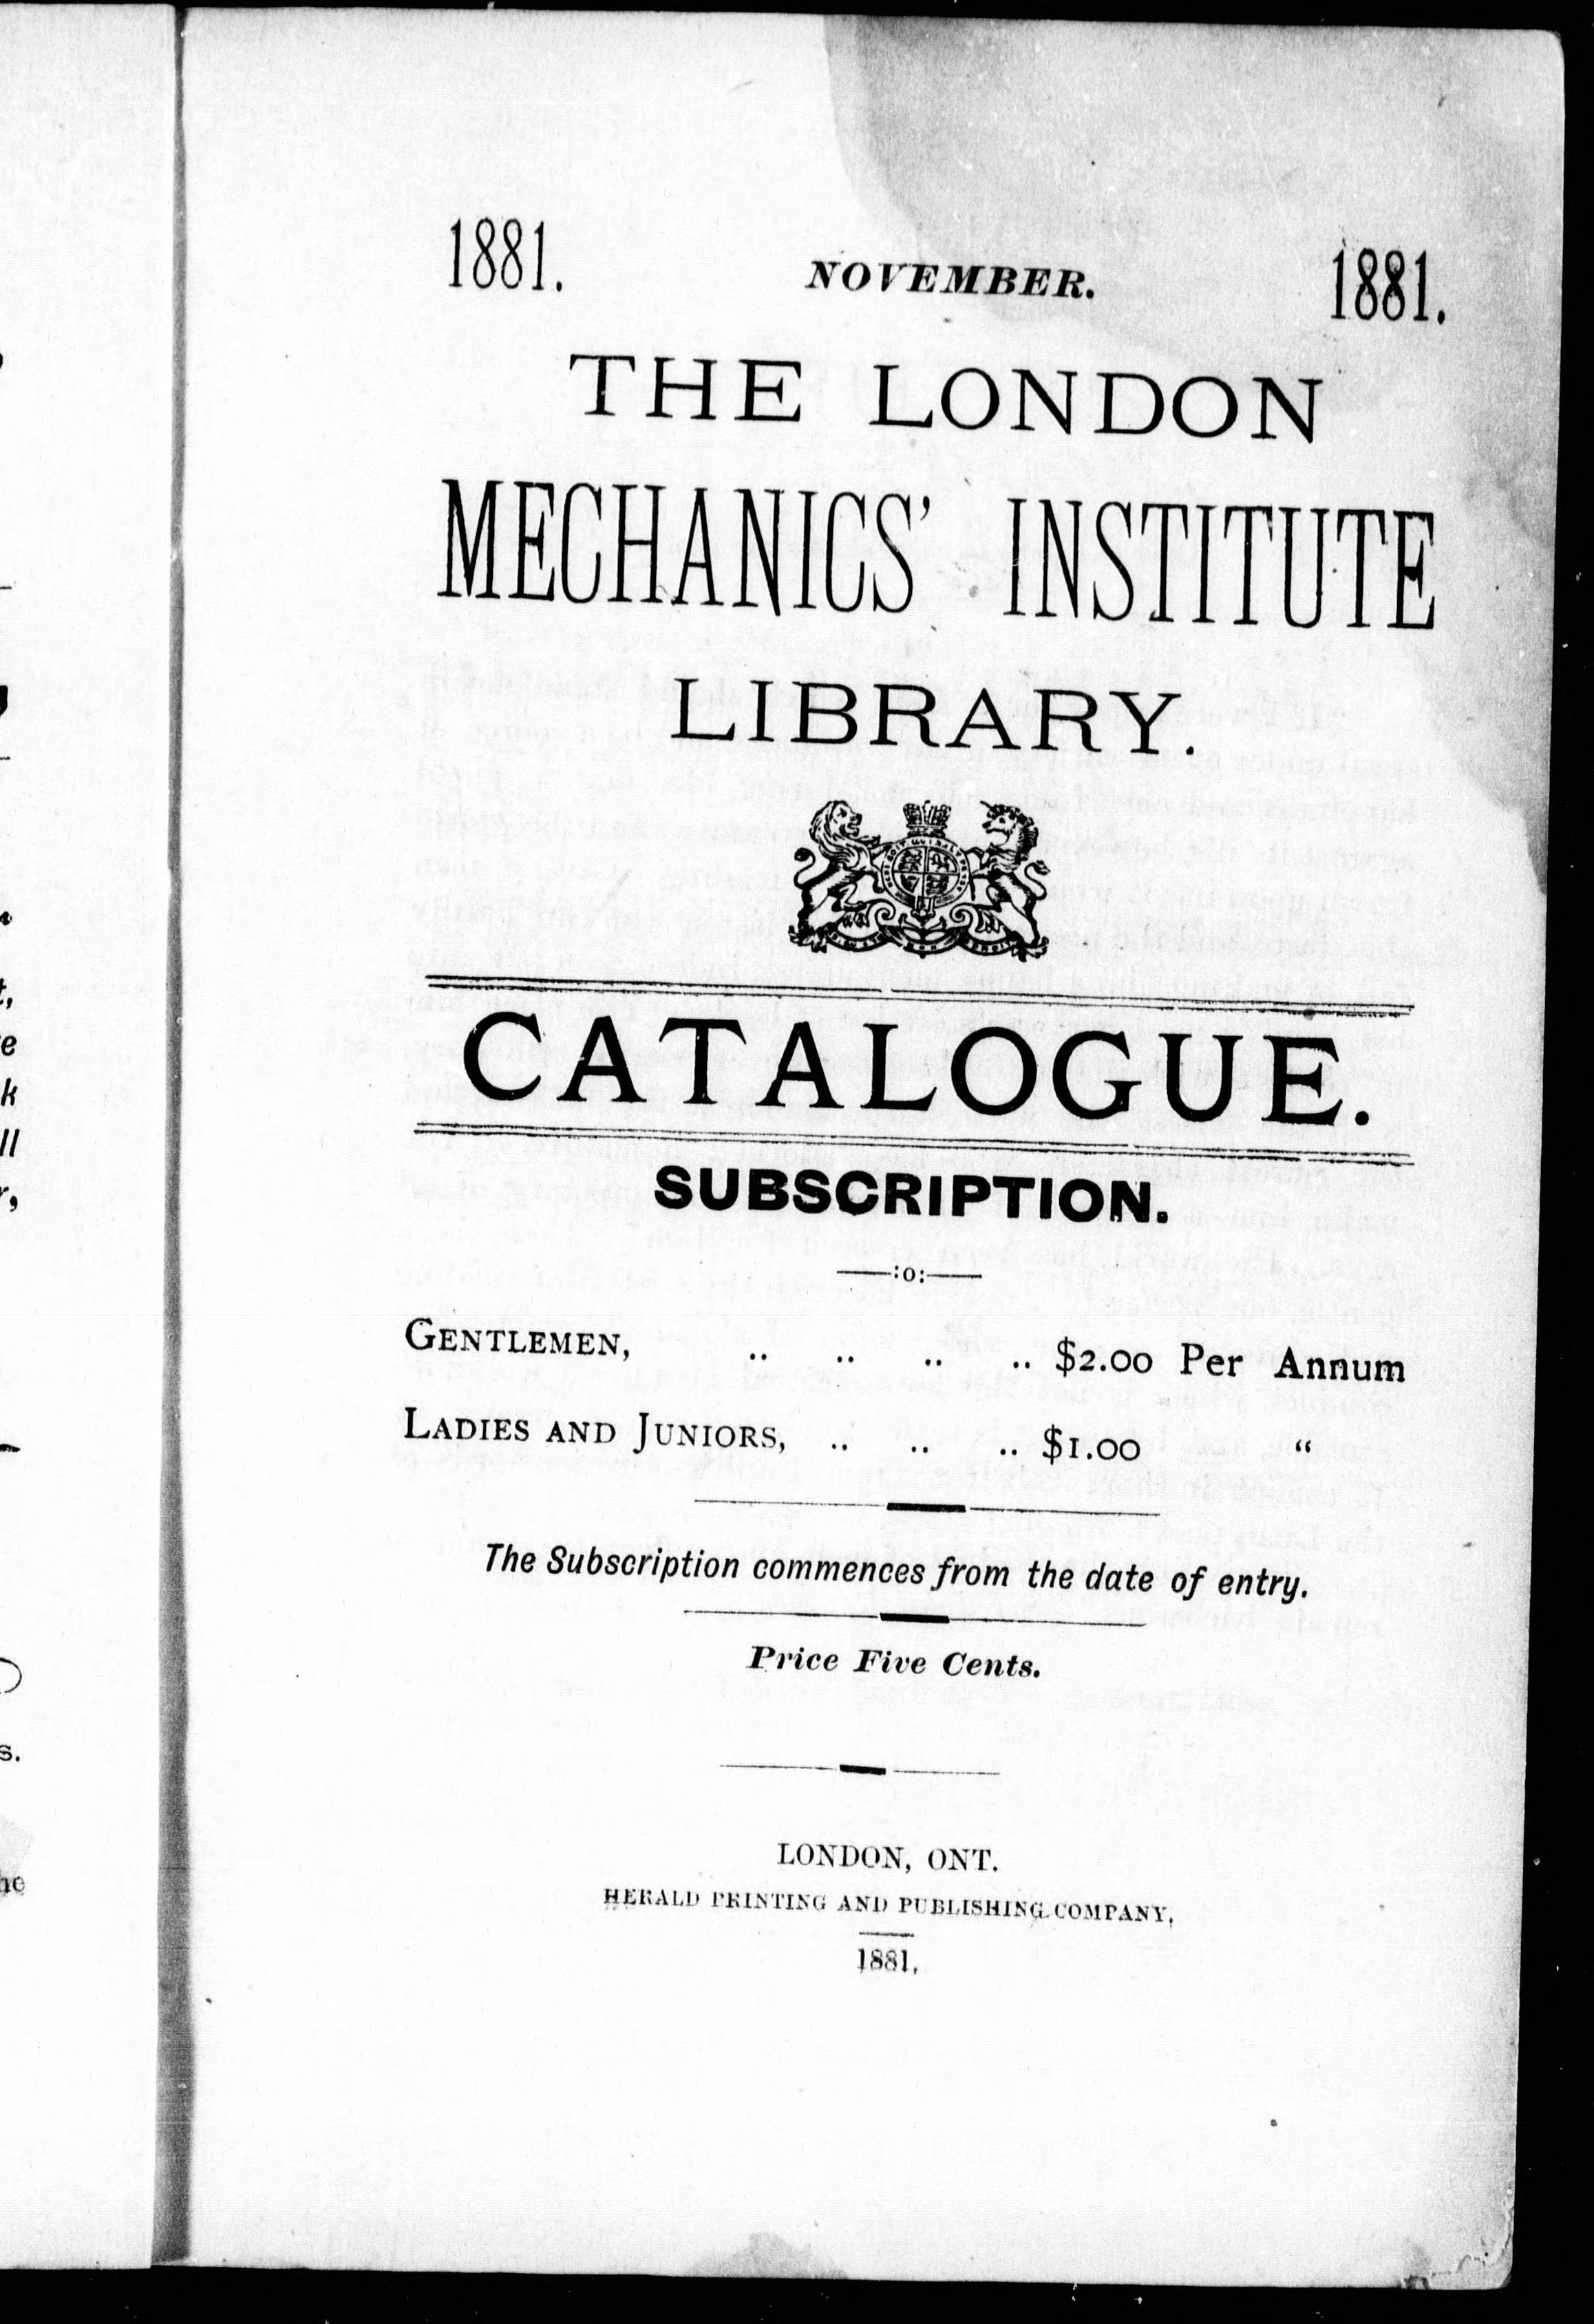 1881. NOVEMBER. 1881.
THE LONDON
MECHANICS' INSTITUTE
LIBRARY.
CATALOGUE.
SUBSCRIPTION.
——:o:——
GENTLEMEN, .. .. .. .. $2.00 Per Annum
LADIES AND JUNIORS, .. .. .. $1.00 “
The Subscription commences from the date of entry.
Price Five Cents.
LONDON, ONT.
HERALD PRINTING AND PUBLISHING COMPANY,
1881.